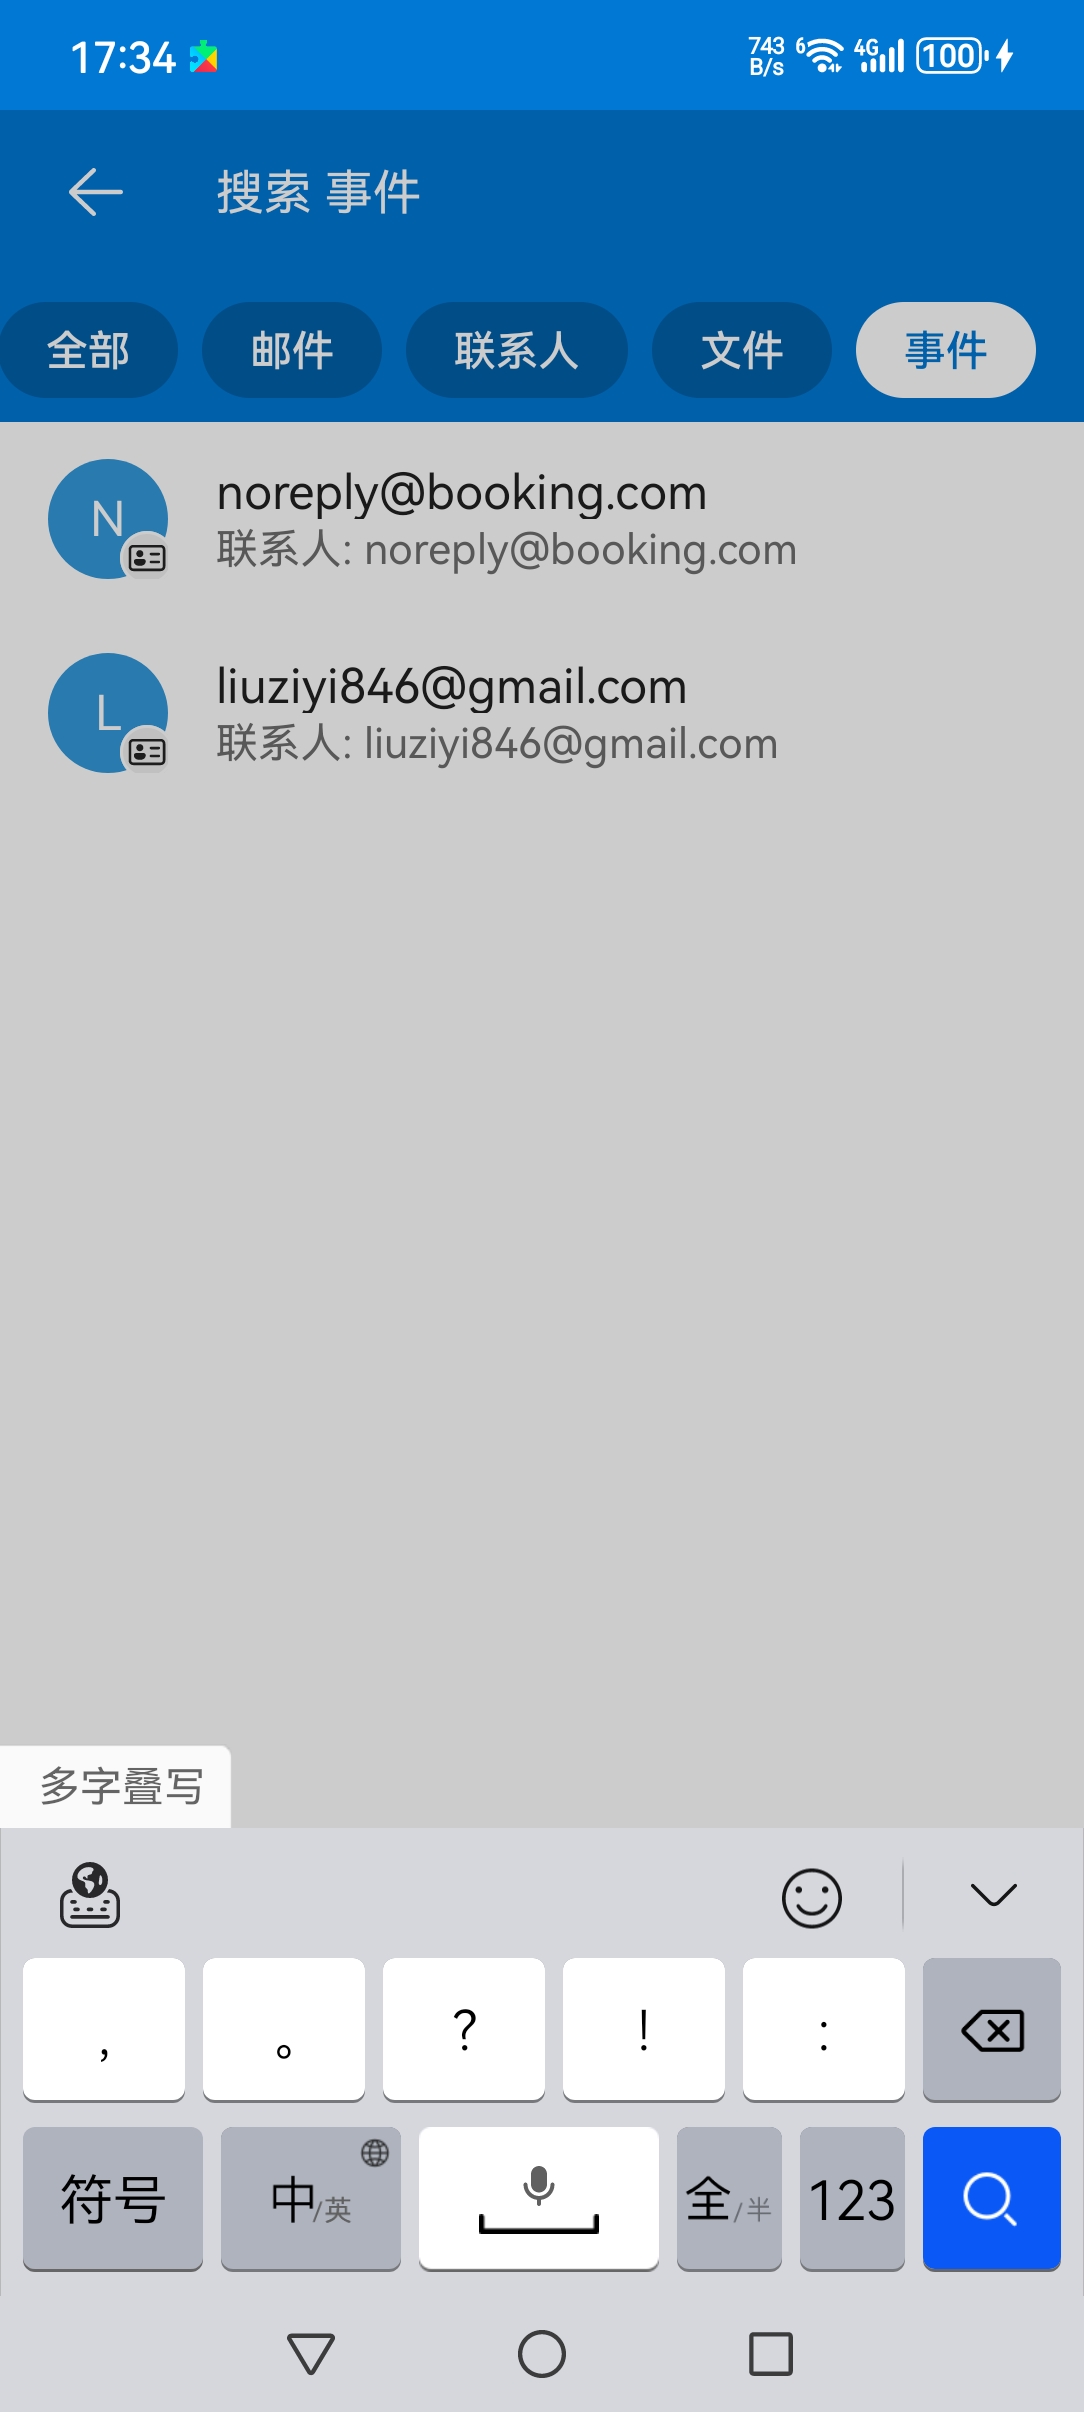 17:34
743 B/s 6 4G 100
搜索 事件
全部 邮件 联系人 文件 事件
N noreply@booking.com
联系人: noreply@booking.com
L liuziyi846@gmail.com
联系人: liuziyi846@gmail.com
多字叠写
, 。 ? ! :
符号 中/英 全/半 123